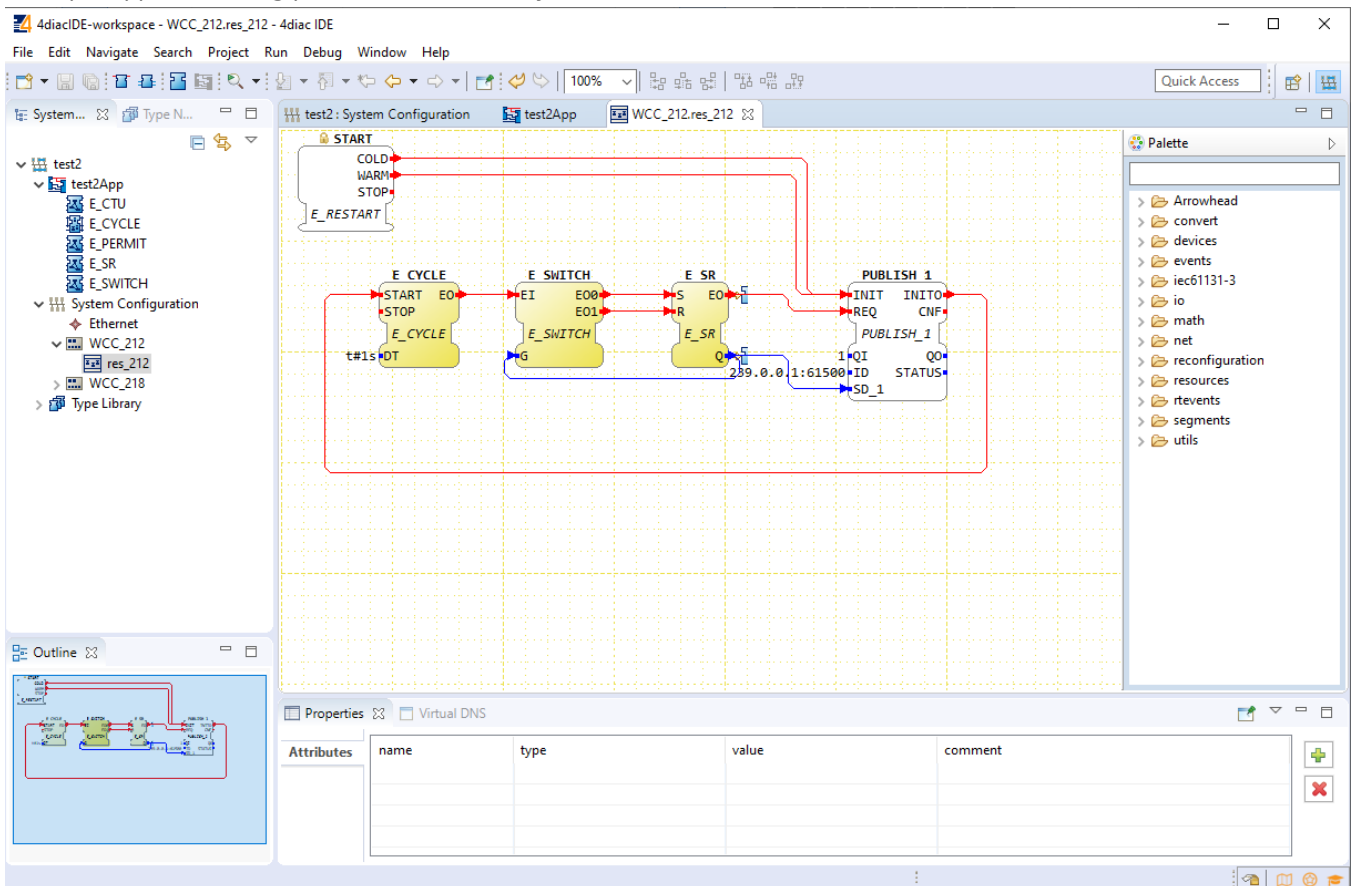 4diacIDE-workspace - WCC_212.res_212 - 4diac IDE
File Edit Navigate Search Project Run Debug Window Help
100%
Quick Access
System...
Type N...
test2 : System Configuration
test2App
WCC_212.res_212
test2
test2App
E_CTU
E_CYCLE
E_PERMIT
E_SR
E_SWITCH
System Configuration
Ethernet
WCC_212
res_212
WCC_218
Type Library
START
COLD
WARM
STOP
E_RESTART
E_CYCLE
START EO
STOP
E_CYCLE
t#1s DT
E_SWITCH
EI EO0
EO1
E_SWITCH
G
E_SR
S EO
R
E_SR
Q
PUBLISH_1
INIT INITO
REQ CNF
PUBLISH_1
1 QI QO
239.0.0.1:61500 ID STATUS
SD_1
Palette
Arrowhead
convert
devices
events
iec61131-3
io
math
net
reconfiguration
resources
rtevents
segments
utils
Outline
Properties
Virtual DNS
Attributes
name type value comment